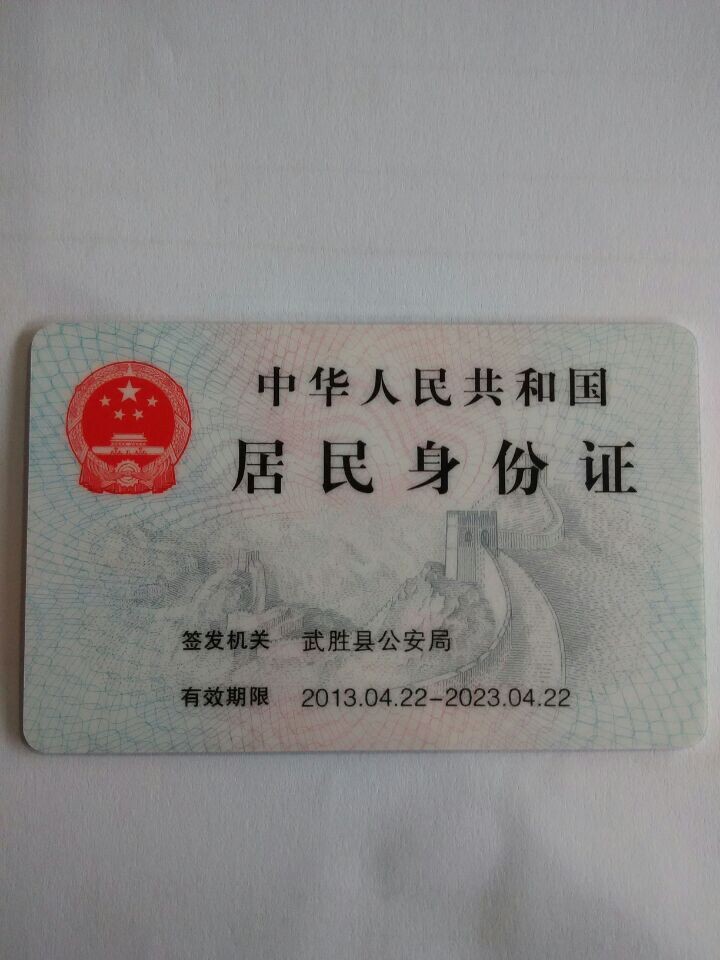 中华人民共和国
居民身份证
签发机关 武胜县公安局
有效期限 2013.04.22-2023.04.22